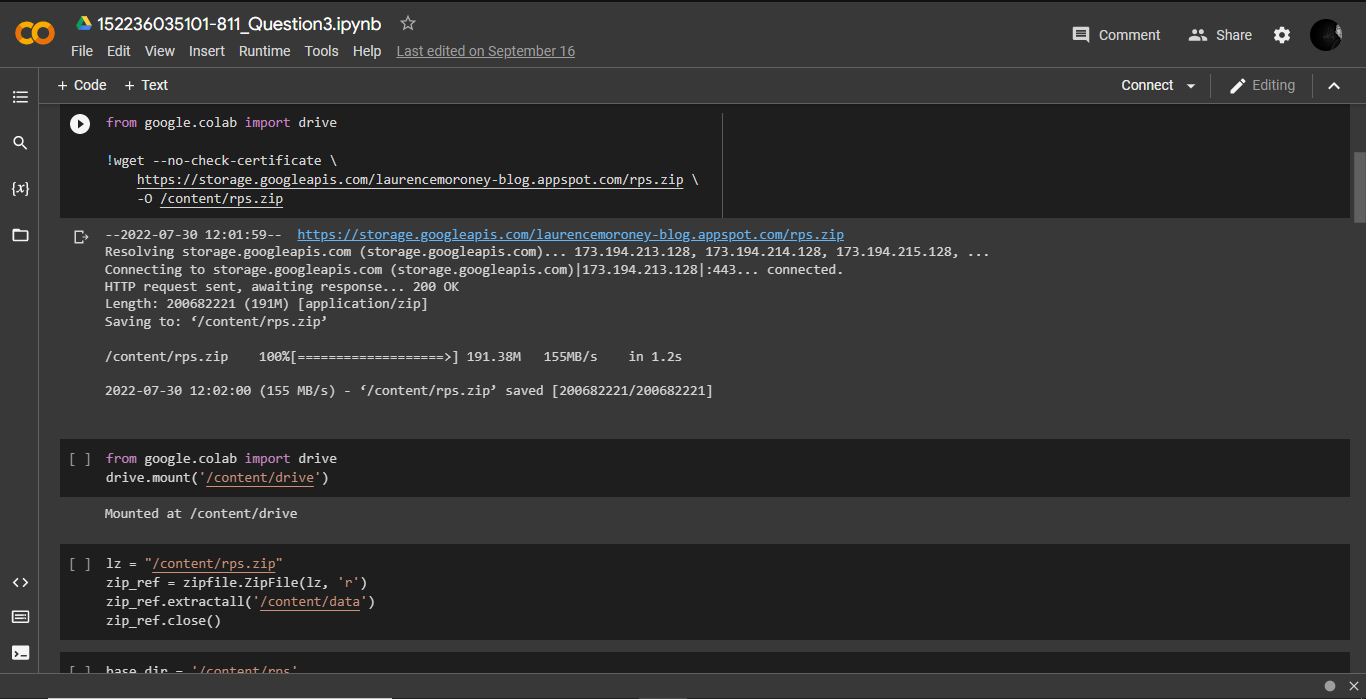 152236035101-811_Question3.ipynb
File Edit View Insert Runtime Tools Help Last edited on September 16
Comment Share
+ Code + Text
Connect Editing
from google.colab import drive
!wget --no-check-certificate \
https://storage.googleapis.com/laurencemoroney-blog.appspot.com/rps.zip \
-O /content/rps.zip
--2022-07-30 12:01:59-- https://storage.googleapis.com/laurencemoroney-blog.appspot.com/rps.zip
Resolving storage.googleapis.com (storage.googleapis.com)... 173.194.213.128, 173.194.214.128, 173.194.215.128, ...
Connecting to storage.googleapis.com (storage.googleapis.com)|173.194.213.128|:443... connected.
HTTP request sent, awaiting response... 200 OK
Length: 200682221 (191M) [application/zip]
Saving to: ‘/content/rps.zip’
/content/rps.zip 100%[===================>] 191.38M 155MB/s in 1.2s
2022-07-30 12:02:00 (155 MB/s) - ‘/content/rps.zip’ saved [200682221/200682221]
[ ] from google.colab import drive
drive.mount('/content/drive')
Mounted at /content/drive
[ ] lz = "/content/rps.zip"
zip_ref = zipfile.ZipFile(lz, 'r')
zip_ref.extractall('/content/data')
zip_ref.close()
[ ] base_dir = '/content/rps'